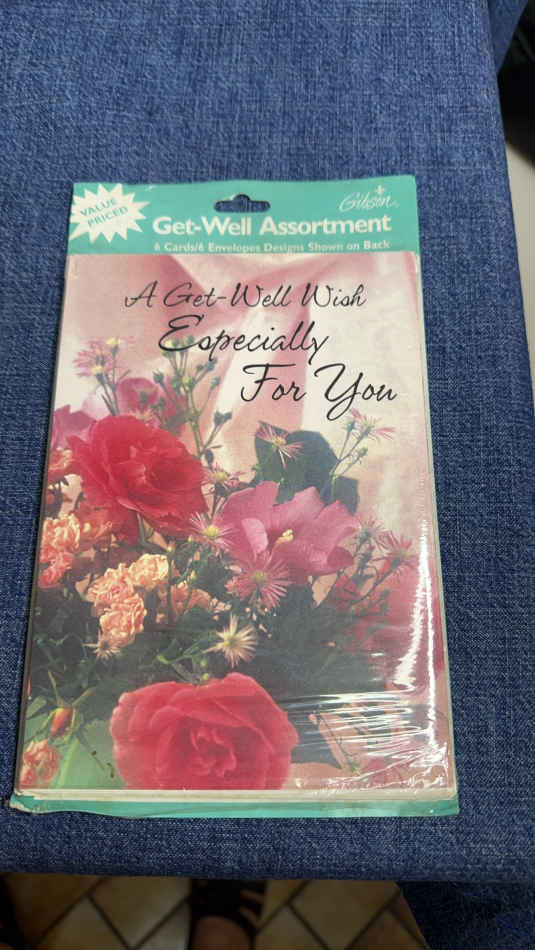 VALUE
PRICED
Gibson
Get-Well Assortment
6 Cards/6 Envelopes Designs Shown on Back
A Get-Well Wish
Especially
For You